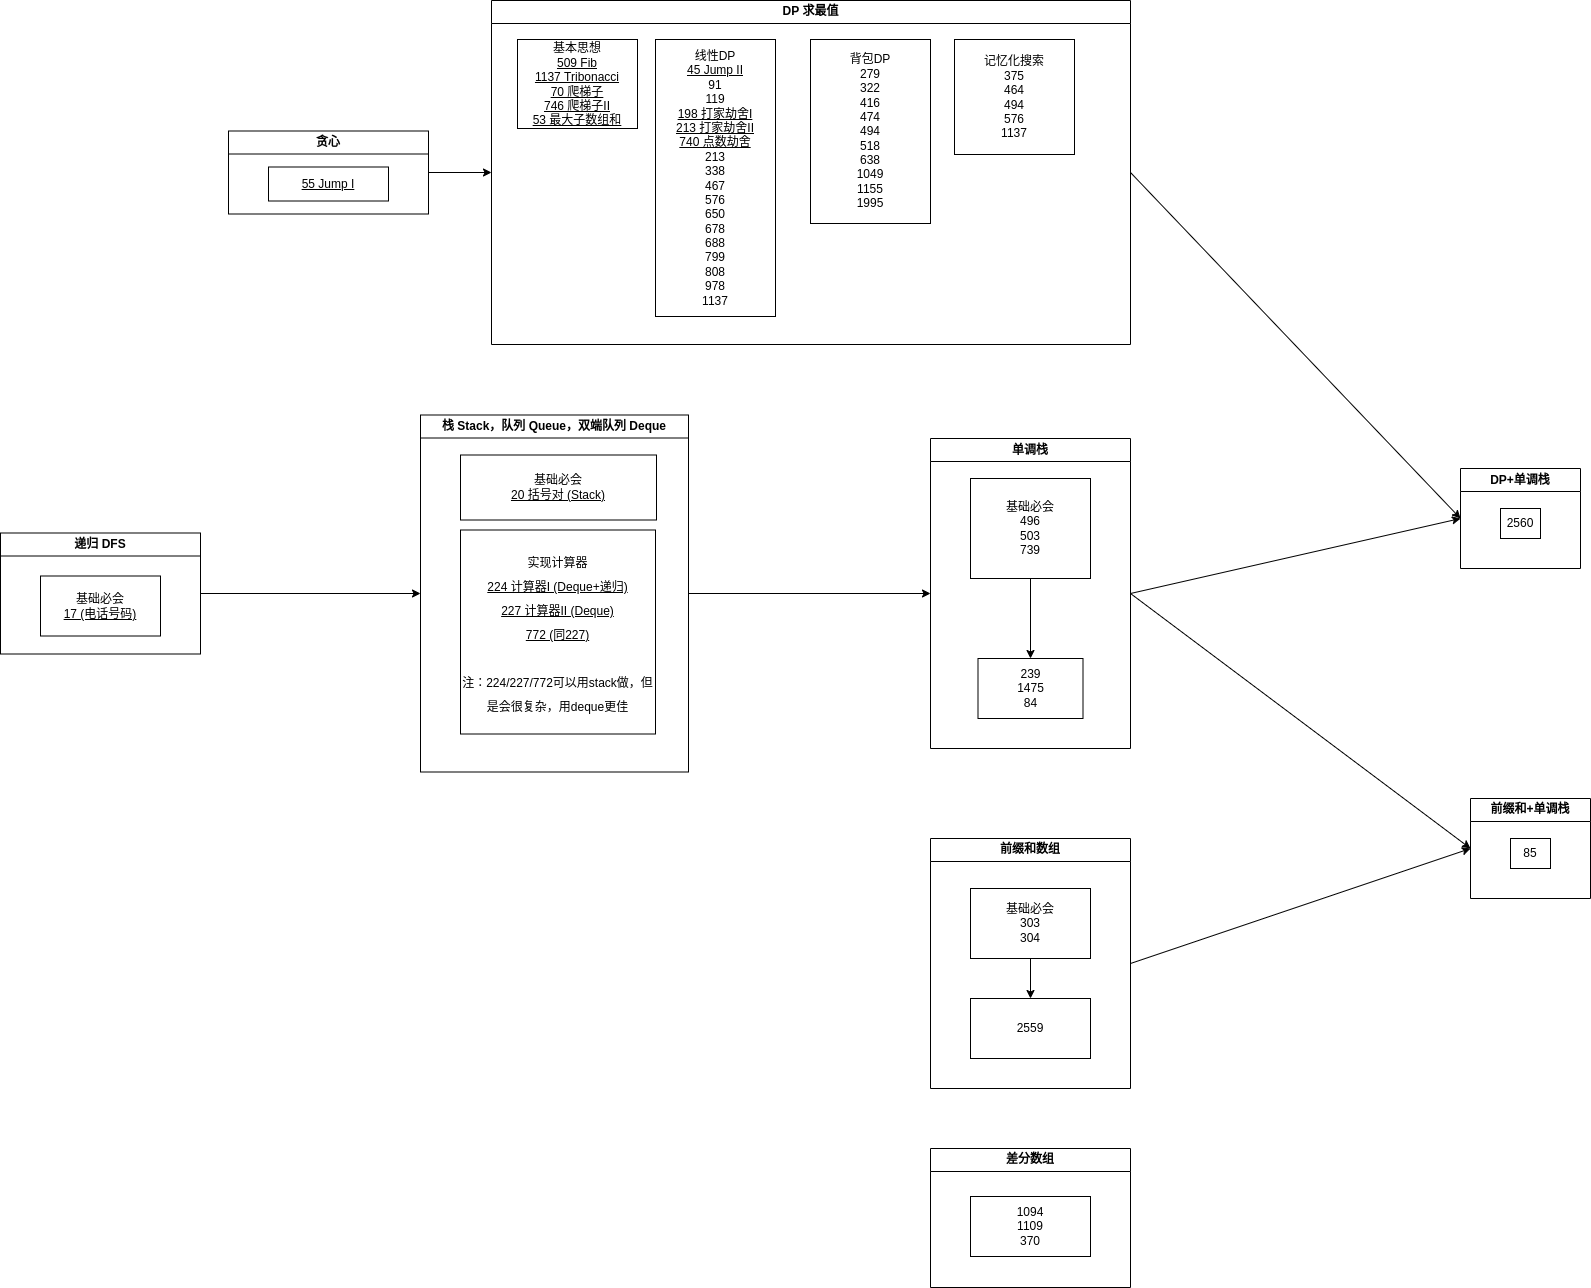 DP 求最值
基本思想
509 Fib
1137 Tribonacci
70 爬梯子
746 爬梯子II
53 最大子数组和
线性DP
45 Jump II
91
119
198 打家劫舍I
213 打家劫舍II
740 点数劫舍
213
338
467
576
650
678
688
799
808
978
1137
背包DP
279
322
416
474
494
518
638
1049
1155
1995
记忆化搜索
375
464
494
576
1137
贪心
55 Jump I
栈 Stack，队列 Queue，双端队列 Deque
基础必会
20 括号对 (Stack)
实现计算器
224 计算器I (Deque+递归)
227 计算器II (Deque)
772 (同227)
注：224/227/772可以用stack做，但
是会很复杂，用deque更佳
递归 DFS
基础必会
17 (电话号码)
单调栈
基础必会
496
503
739
239
1475
84
DP+单调栈
2560
前缀和+单调栈
85
前缀和数组
基础必会
303
304
2559
差分数组
1094
1109
370